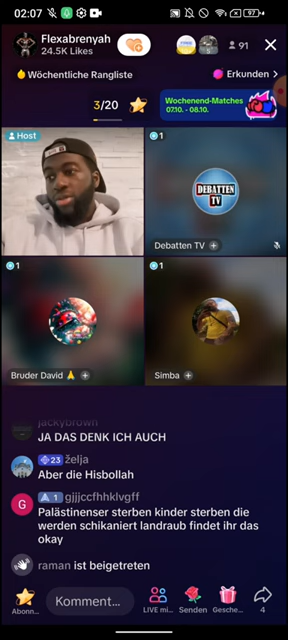 02:07
97
Flexabrenyah
24.5K Likes
91
Wöchentliche Rangliste
Erkunden >
3/20
Wochenend-Matches
07.10. - 08.10.
Host
1
DEBATTEN
TV
Debatten TV
1
Bruder David 🙏
1
Simba
jackybrown
JA DAS DENK ICH AUCH
23 želja
Aber die Hisbollah
G
1 gjjjccfhhklvgff
Palästinenser sterben kinder sterben die
werden schikaniert landraub findet ihr das
okay
raman ist beigetreten
Abonn...
Komment...
LIVE mi...
Senden
Gesche...
4